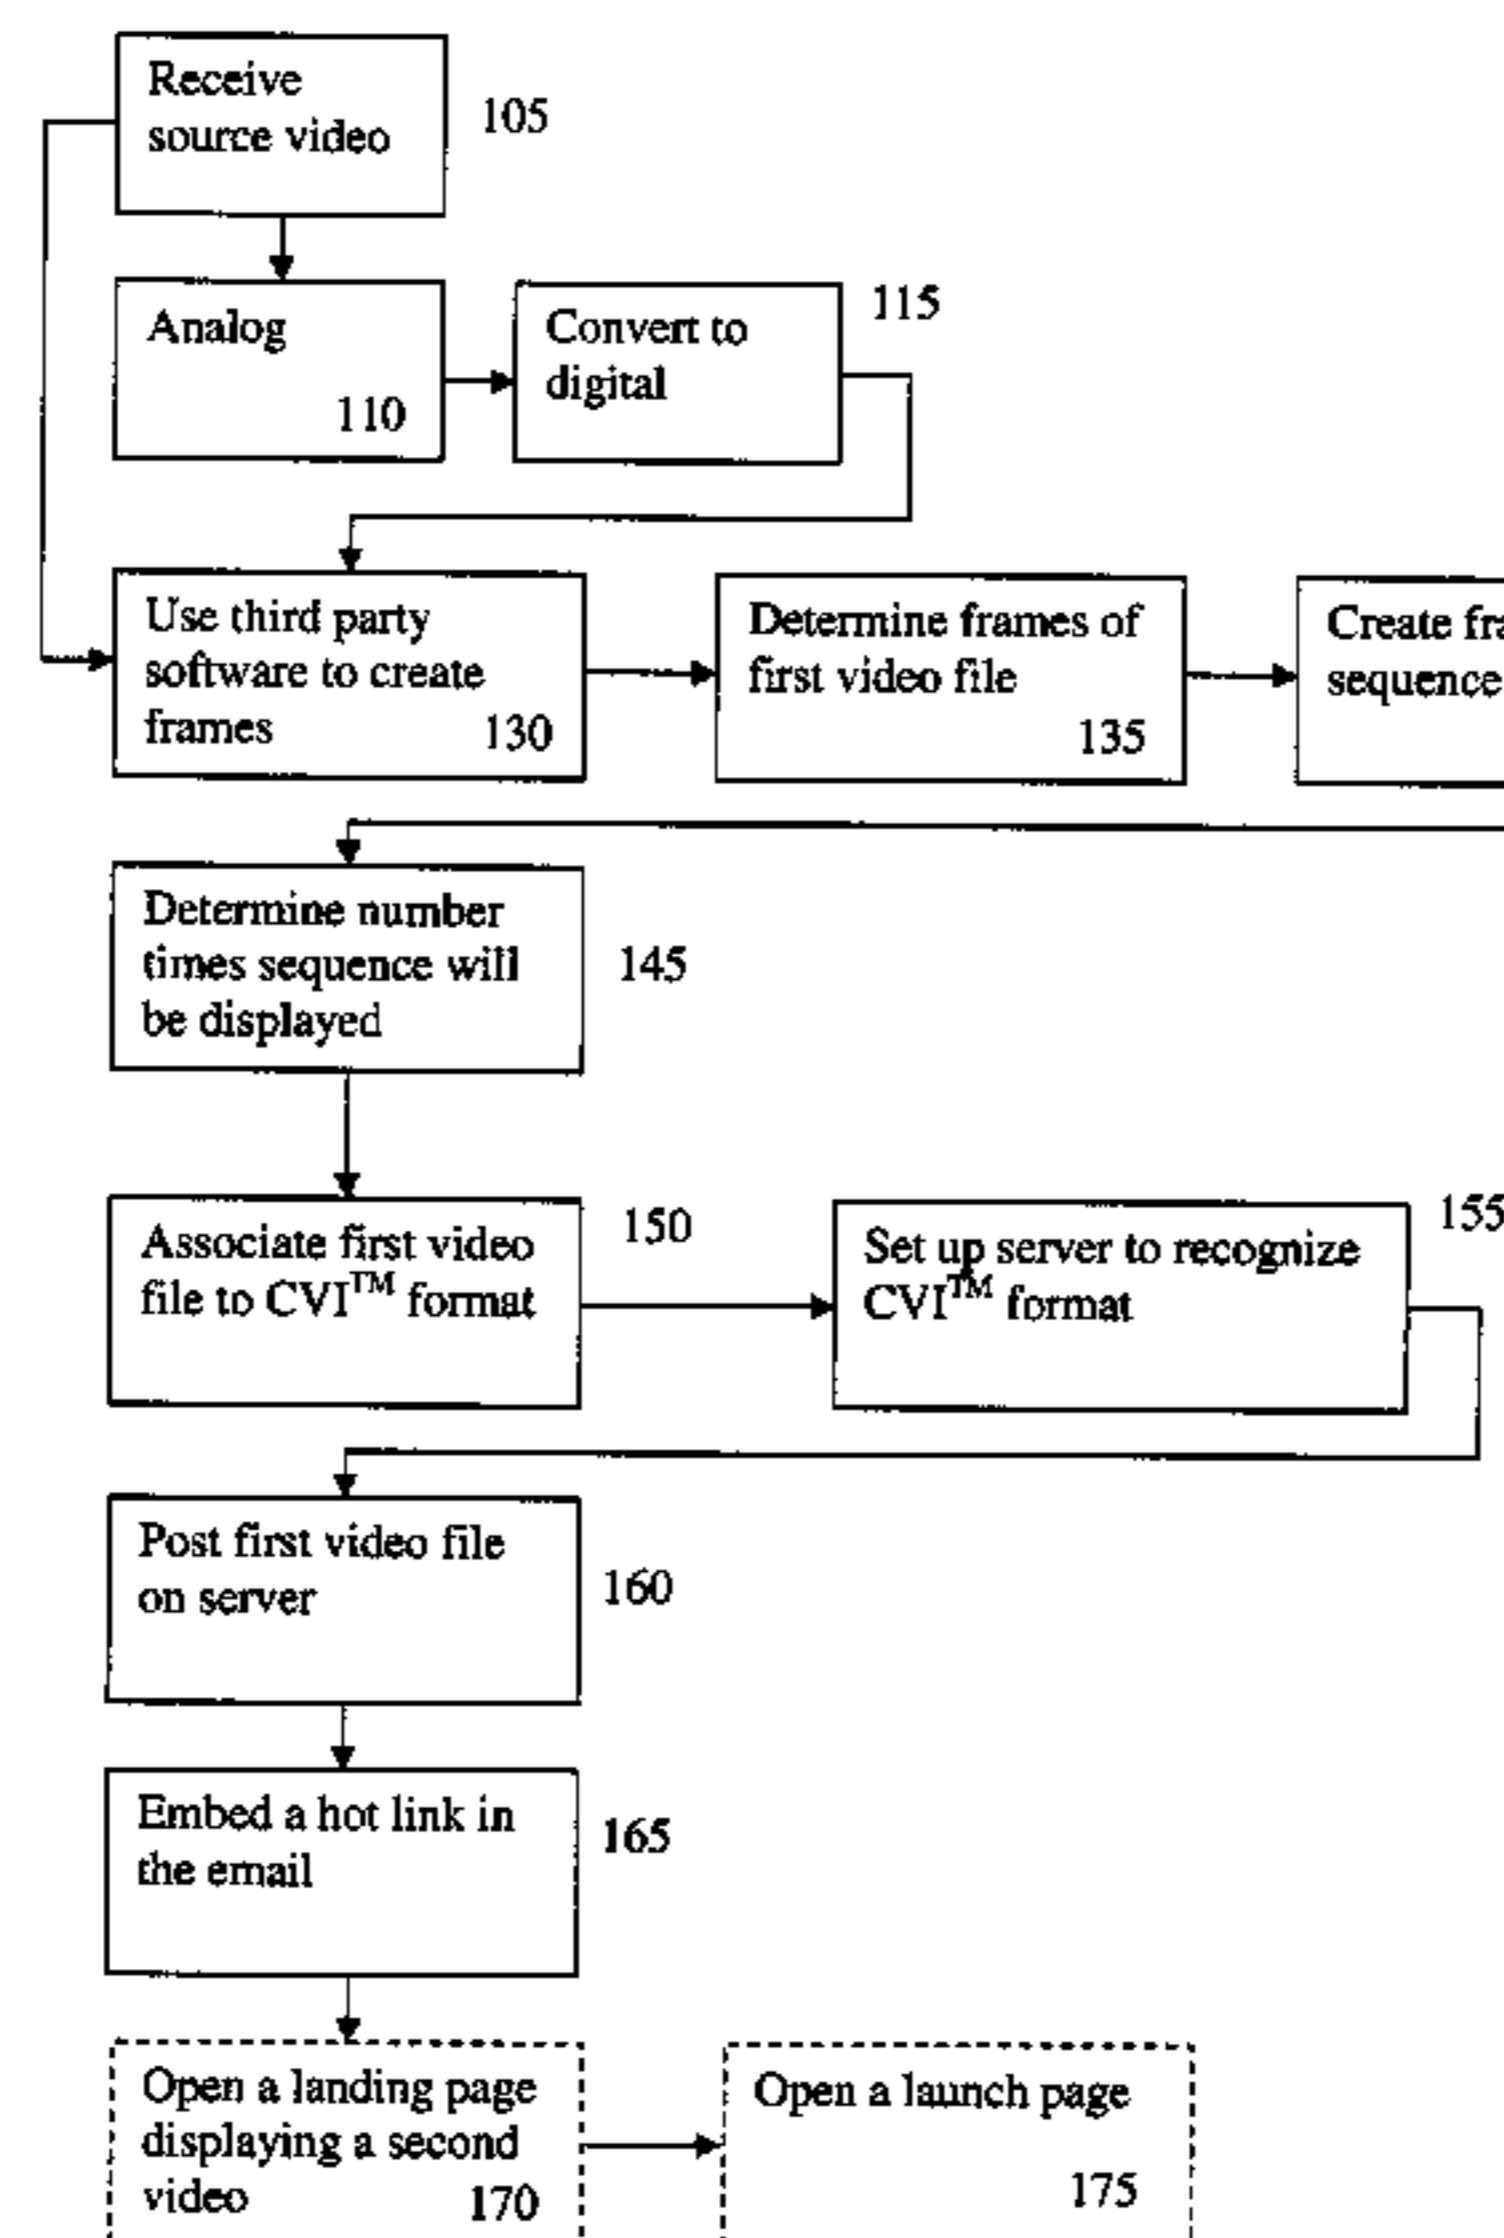 Receive
source video
105
Analog
110
Convert to
digital
115
Use third party
software to create
frames
130
Determine frames of
first video file
135
Create
sequence
Determine number
times sequence will
be displayed
145
Associate first video
file to CVI™ format
150
Set up server to recognize
CVI™ format
155
Post first video file
on server
160
Embed a hot link in
the email
165
Open a landing page
displaying a second
video
170
Open a launch page
175